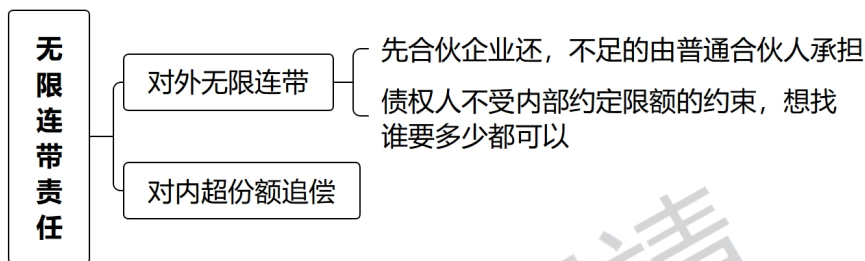 无限连带责任
对外无限连带
先合伙企业还，不足的由普通合伙人承担
债权人不受内部约定限额的约束，想找
谁要多少都可以
对内超份额追偿